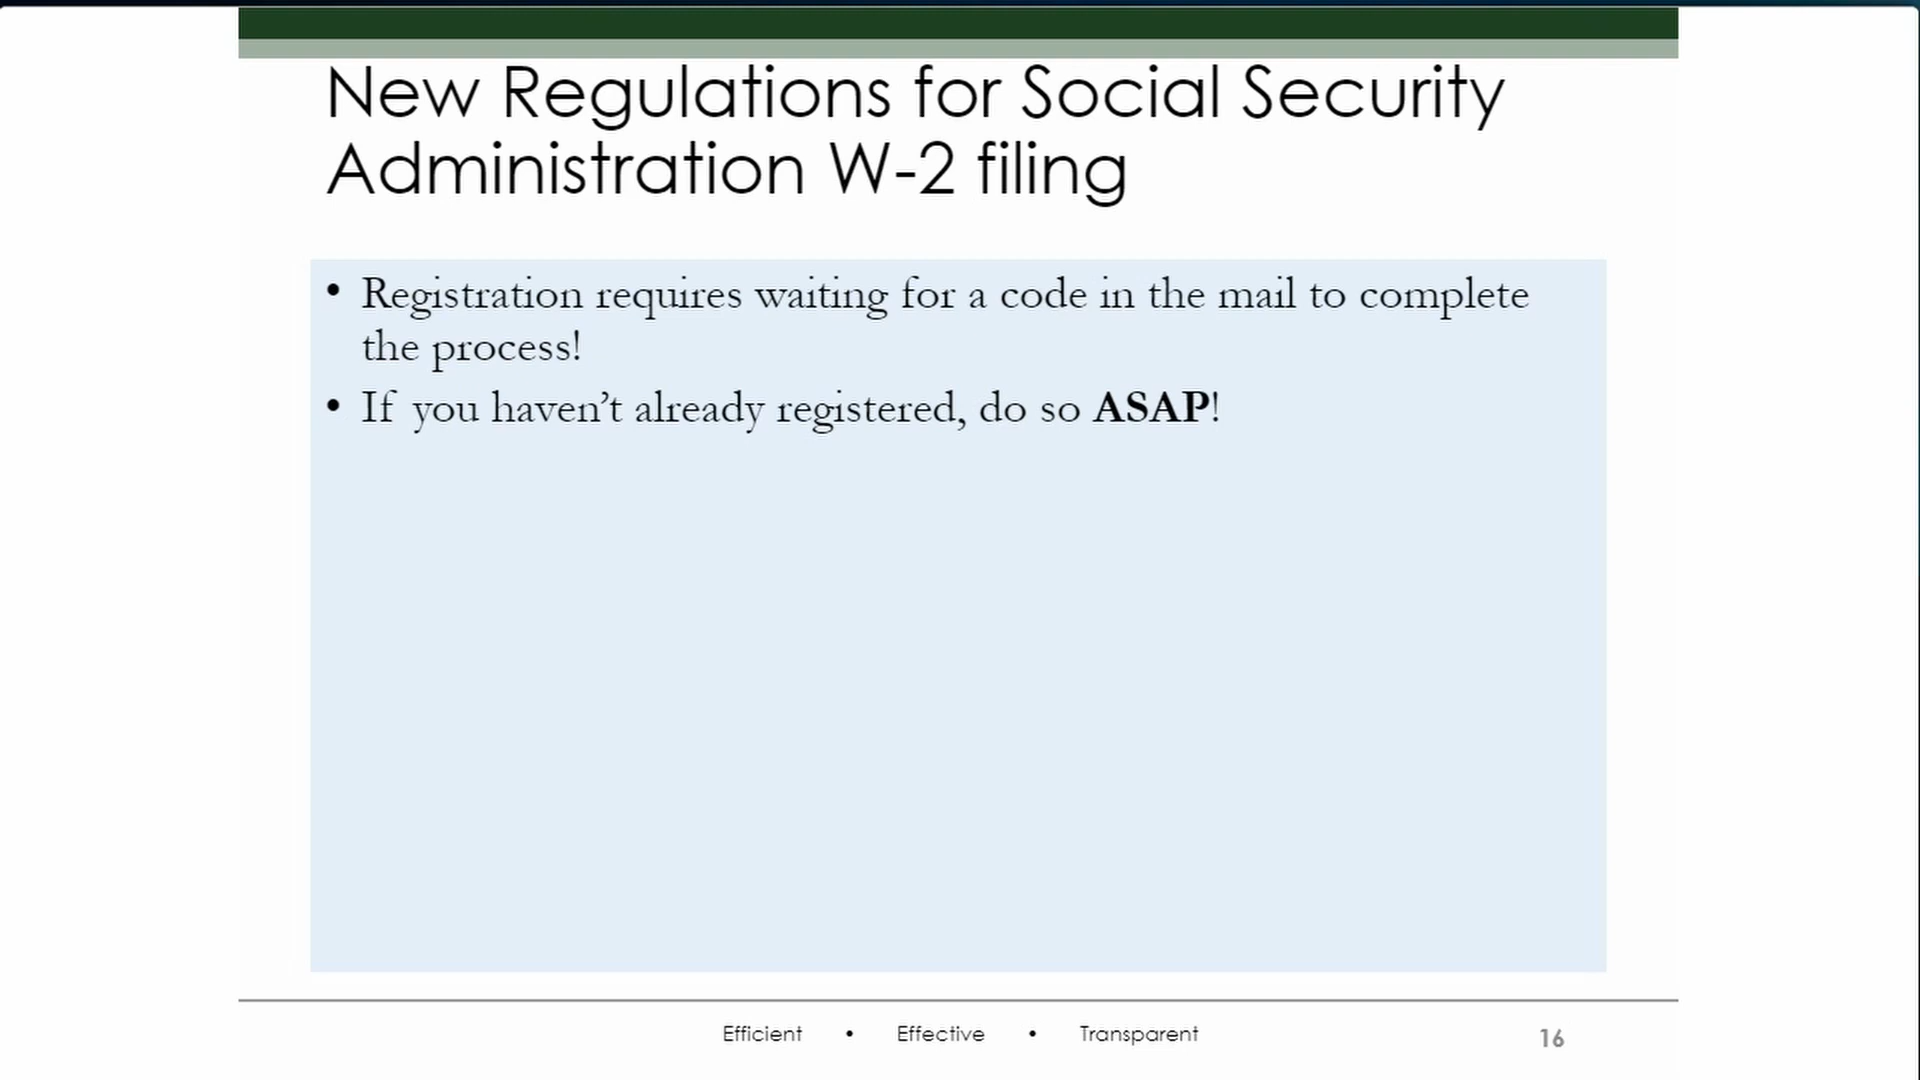 New Regulations for Social Security
Administration W-2 filing
• Registration requires waiting for a code in the mail to complete
the process!
• If you haven’t already registered, do so ASAP!
Efficient • Effective • Transparent
16